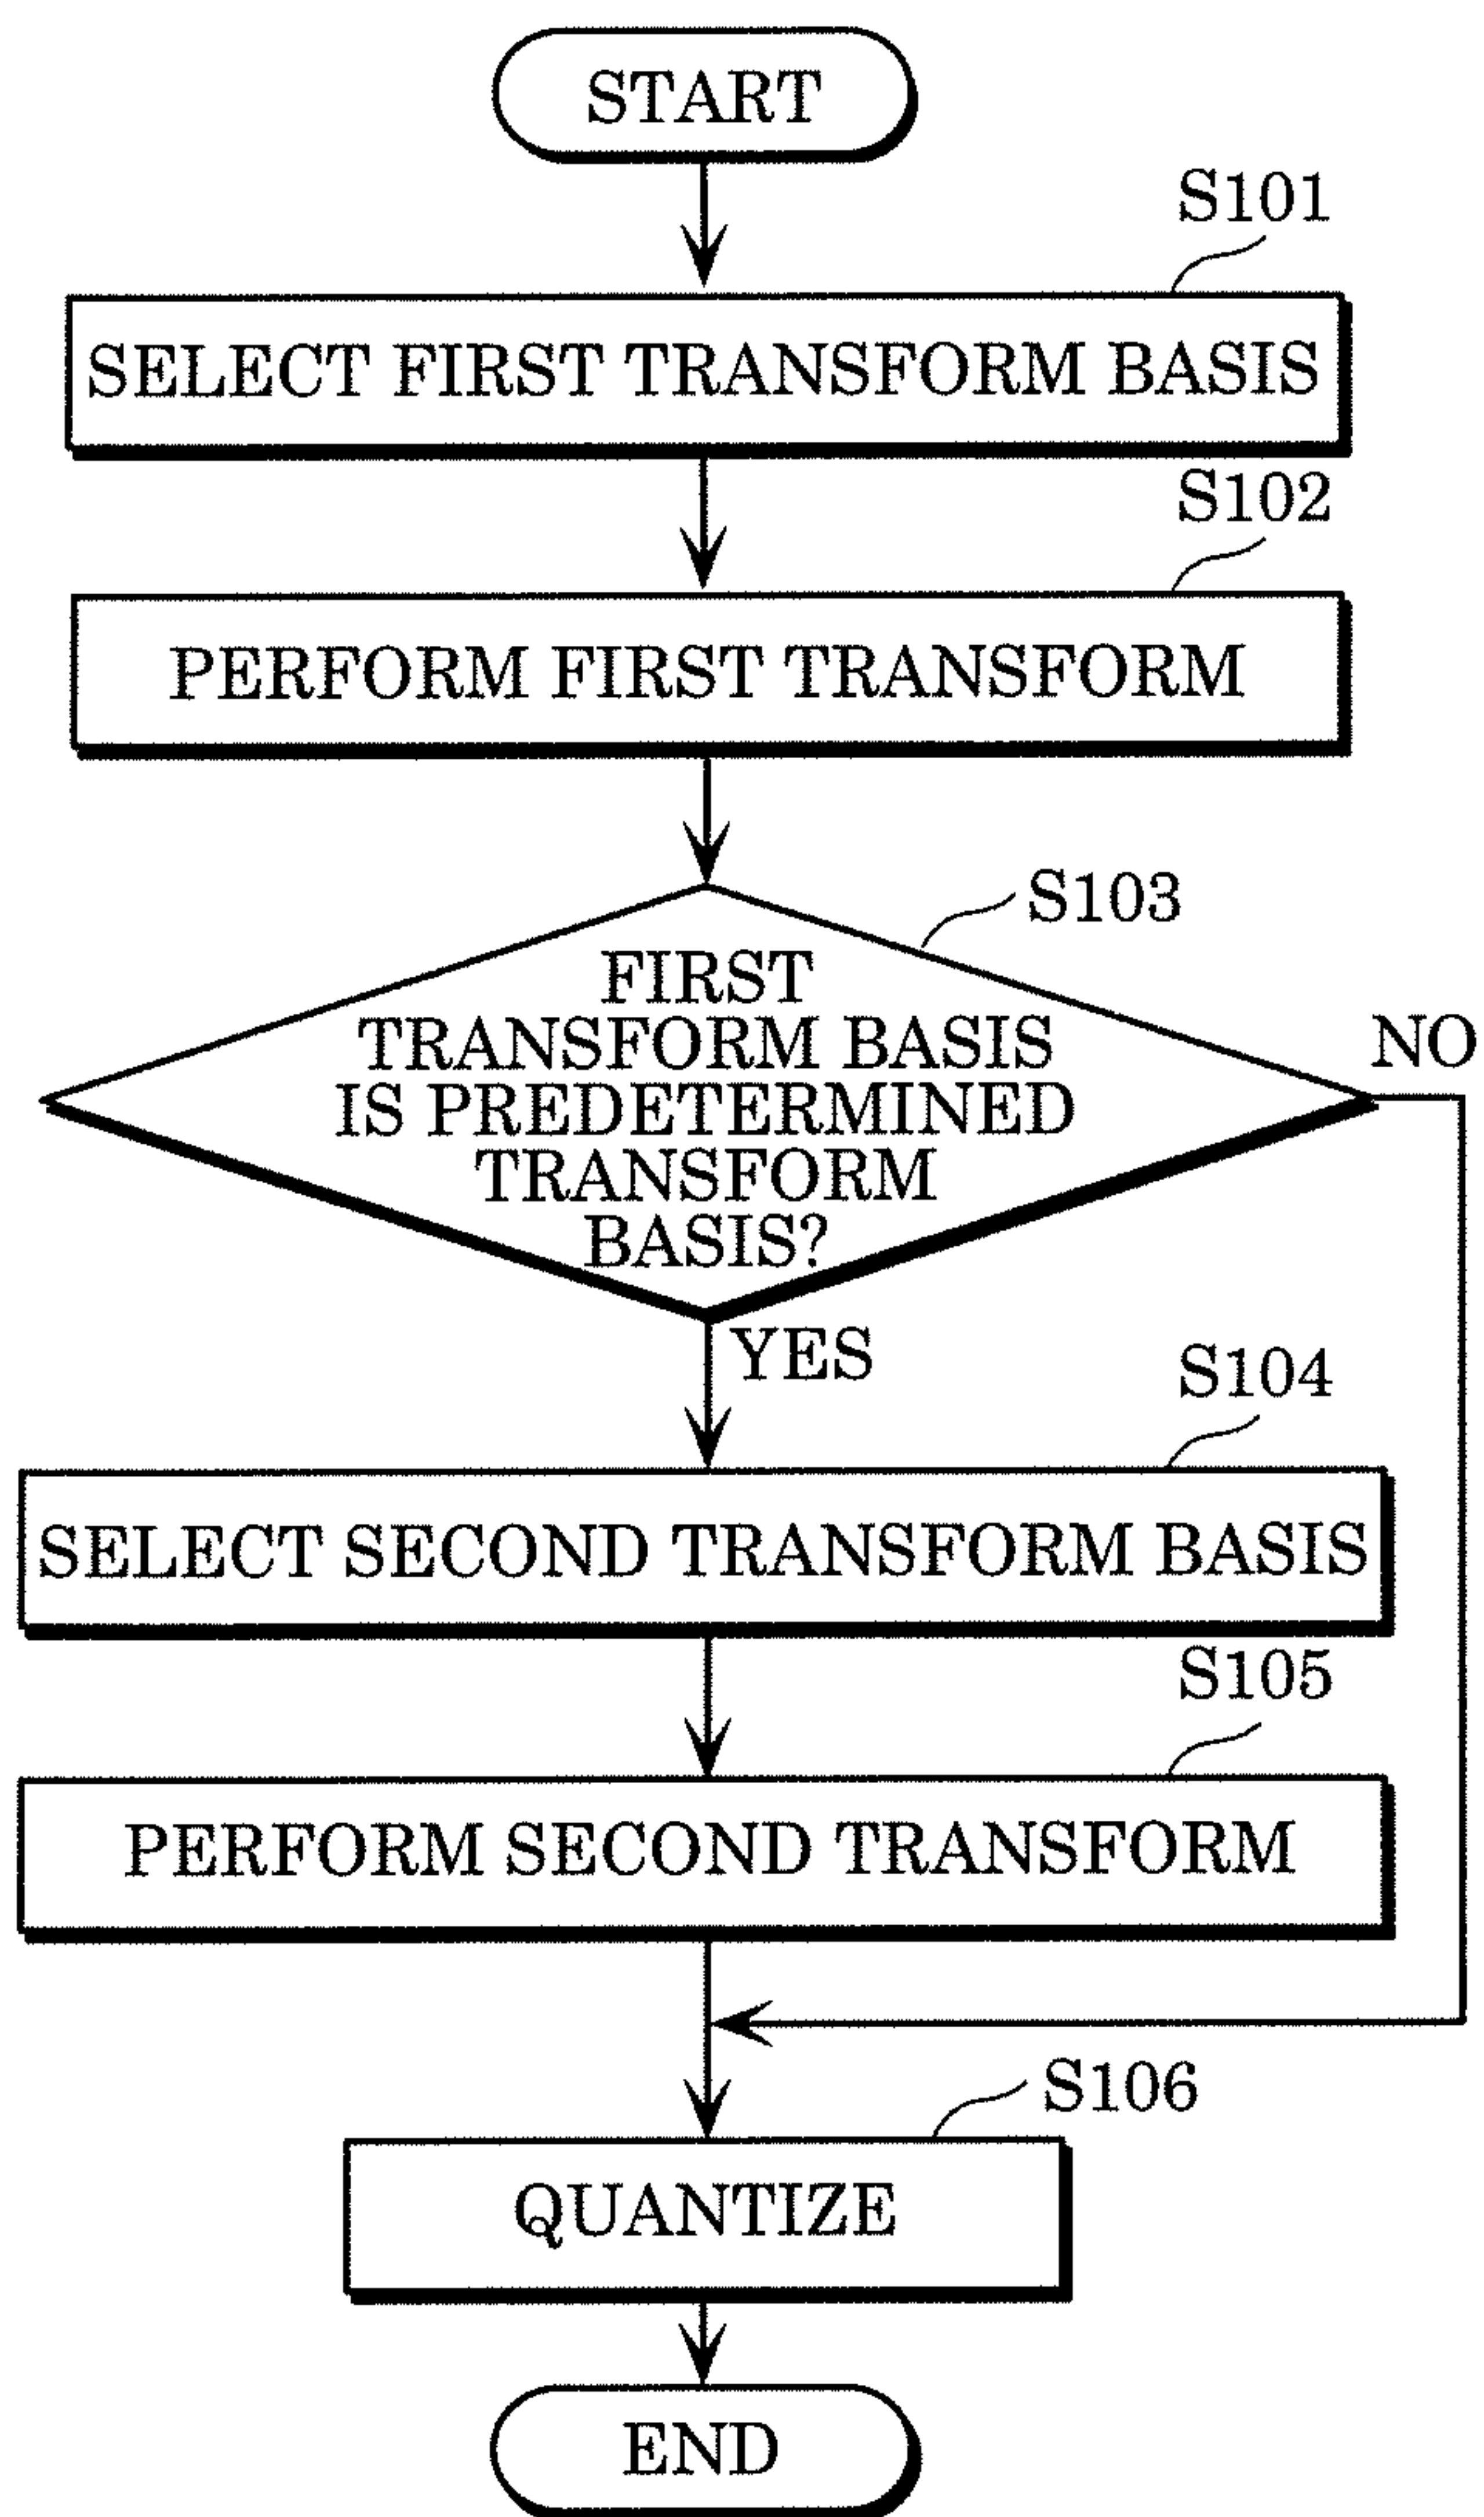 START
S101
SELECT FIRST TRANSFORM BASIS
S102
PERFORM FIRST TRANSFORM
S103
FIRST
TRANSFORM BASIS
IS PREDETERMINED
TRANSFORM
BASIS?
NO
YES
S104
SELECT SECOND TRANSFORM BASIS
S105
PERFORM SECOND TRANSFORM
S106
QUANTIZE
END